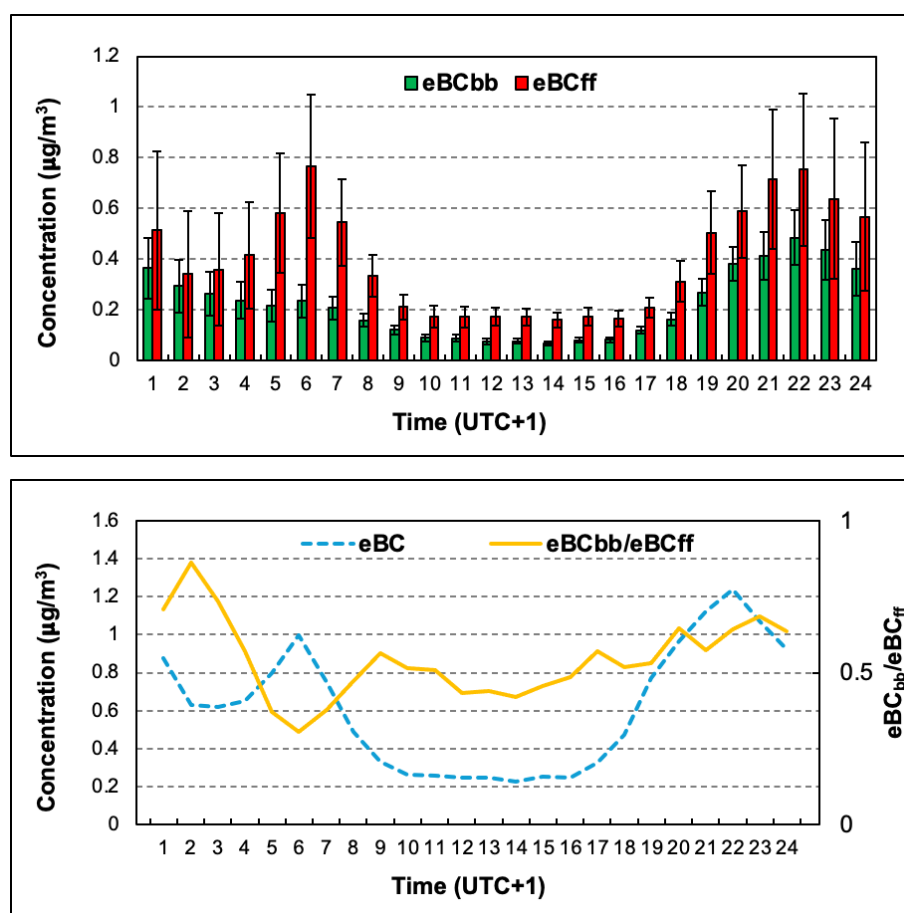 1.2
1
0.8
0.6
0.4
0.2
0
Concentration (µg/m³)
eBCbb eBCff
1 2 3 4 5 6 7 8 9 10 11 12 13 14 15 16 17 18 19 20 21 22 23 24
Time (UTC+1)
1.6
1.4
1.2
1
0.8
0.6
0.4
0.2
0
Concentration (µg/m³)
eBC eBCbb/eBCff
1
0.5
0
eBCbb/eBCff
1 2 3 4 5 6 7 8 9 10 11 12 13 14 15 16 17 18 19 20 21 22 23 24
Time (UTC+1)